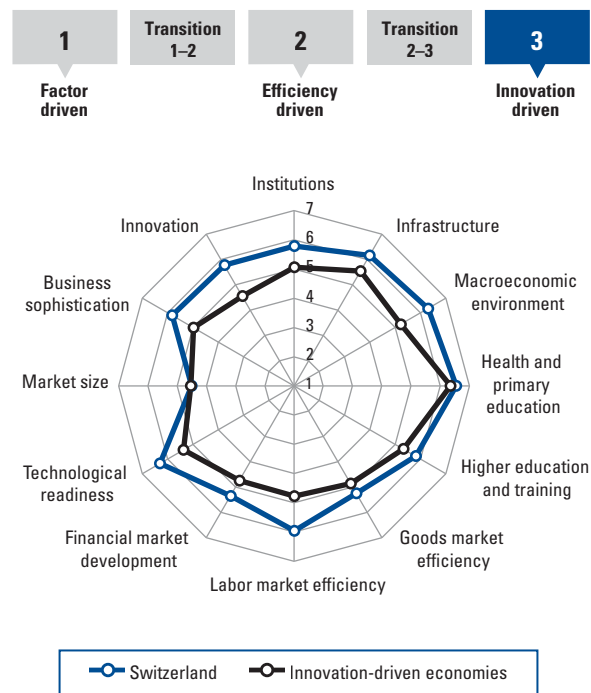 1
Transition
1–2
2
Transition
2–3
3
Factor
driven
Efficiency
driven
Innovation
driven
Institutions
7
Innovation
Infrastructure
6
5
Business
sophistication
Macroeconomic
environment
4
3
2
Market size
1
Health and
primary
education
Technological
readiness
Higher education
and training
Financial market
development
Goods market
efficiency
Labor market efficiency
Switzerland
Innovation-driven economies